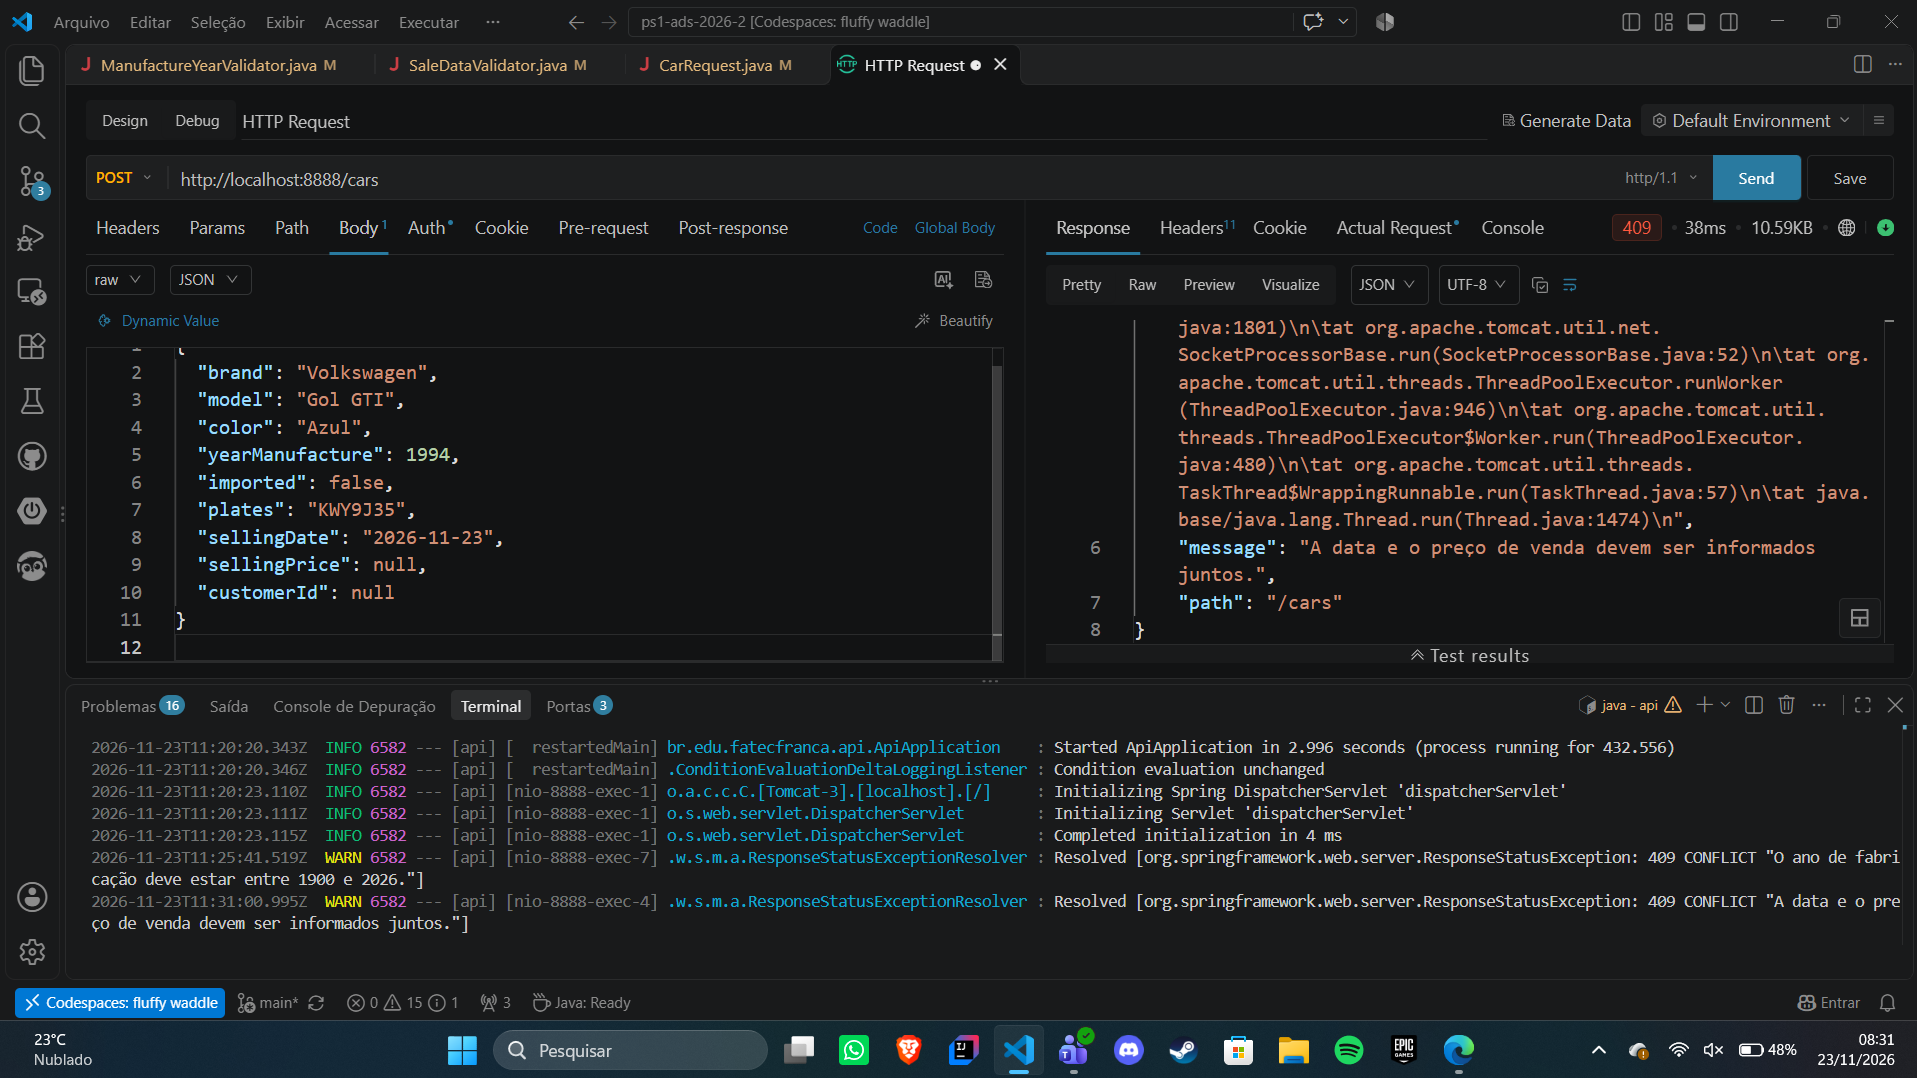 Arquivo Editar Seleção Exibir Acessar Executar ··· ps1-ads-2026-2 [Codespaces: fluffy waddle]
ManufactureYearValidator.java M SaleDataValidator.java M CarRequest.java M HTTP Request
Design Debug HTTP Request Generate Data Default Environment
POST http://localhost:8888/cars http/1.1 Send Save
Headers Params Path Body 1 Auth Cookie Pre-request Post-response Code Global Body
raw JSON
Dynamic Value Beautify
1 {
2 "brand": "Volkswagen",
3 "model": "Gol GTI",
4 "color": "Azul",
5 "yearManufacture": 1994,
6 "imported": false,
7 "plates": "KWY9J35",
8 "sellingDate": "2026-11-23",
9 "sellingPrice": null,
10 "customerId": null
11 }
12
Response Headers 11 Cookie Actual Request Console 409 38ms 10.59KB
Pretty Raw Preview Visualize JSON UTF-8
java:1801)\n\tat org.apache.tomcat.util.net.
SocketProcessorBase.run(SocketProcessorBase.java:52)\n\tat org.
apache.tomcat.util.threads.ThreadPoolExecutor.runWorker
(ThreadPoolExecutor.java:946)\n\tat org.apache.tomcat.util.
threads.ThreadPoolExecutor$Worker.run(ThreadPoolExecutor.
java:480)\n\tat org.apache.tomcat.util.threads.
TaskThread$WrappingRunnable.run(TaskThread.java:57)\n\tat java.
base/java.lang.Thread.run(Thread.java:1474)\n",
6 "message": "A data e o preço de venda devem ser informados
juntos.",
7 "path": "/cars"
8 }
Test results
Problemas 16 Saída Console de Depuração Terminal Portas 3 java - api
2026-11-23T11:20:20.343Z INFO 6582 --- [api] [ restartedMain] br.edu.fatecfranca.api.ApiApplication : Started ApiApplication in 2.996 seconds (process running for 432.556)
2026-11-23T11:20:20.346Z INFO 6582 --- [api] [ restartedMain] .ConditionEvaluationDeltaLoggingListener : Condition evaluation unchanged
2026-11-23T11:20:23.110Z INFO 6582 --- [api] [nio-8888-exec-1] o.a.c.c.C.[Tomcat-3].[localhost].[/] : Initializing Spring DispatcherServlet 'dispatcherServlet'
2026-11-23T11:20:23.111Z INFO 6582 --- [api] [nio-8888-exec-1] o.s.web.servlet.DispatcherServlet : Initializing Servlet 'dispatcherServlet'
2026-11-23T11:20:23.115Z INFO 6582 --- [api] [nio-8888-exec-1] o.s.web.servlet.DispatcherServlet : Completed initialization in 4 ms
2026-11-23T11:25:41.519Z WARN 6582 --- [api] [nio-8888-exec-7] .w.s.m.a.ResponseStatusExceptionResolver : Resolved [org.springframework.web.server.ResponseStatusException: 409 CONFLICT "O ano de fabri
cação deve estar entre 1900 e 2026."]
2026-11-23T11:31:00.995Z WARN 6582 --- [api] [nio-8888-exec-4] .w.s.m.a.ResponseStatusExceptionResolver : Resolved [org.springframework.web.server.ResponseStatusException: 409 CONFLICT "A data e o pre
ço de venda devem ser informados juntos."]
Codespaces: fluffy waddle main* 0 15 1 3 Java: Ready Entrar
23°C Pesquisar 48% 08:31
Nublado 23/11/2026